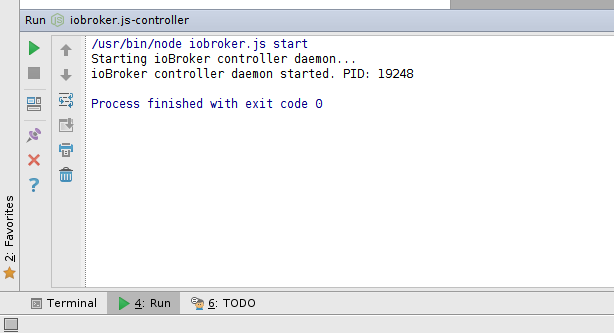 Run iobroker.js-controller
/usr/bin/node iobroker.js start
Starting ioBroker controller daemon...
ioBroker controller daemon started. PID: 19248
Process finished with exit code 0
2: Favorites
Terminal 4: Run 6: TODO